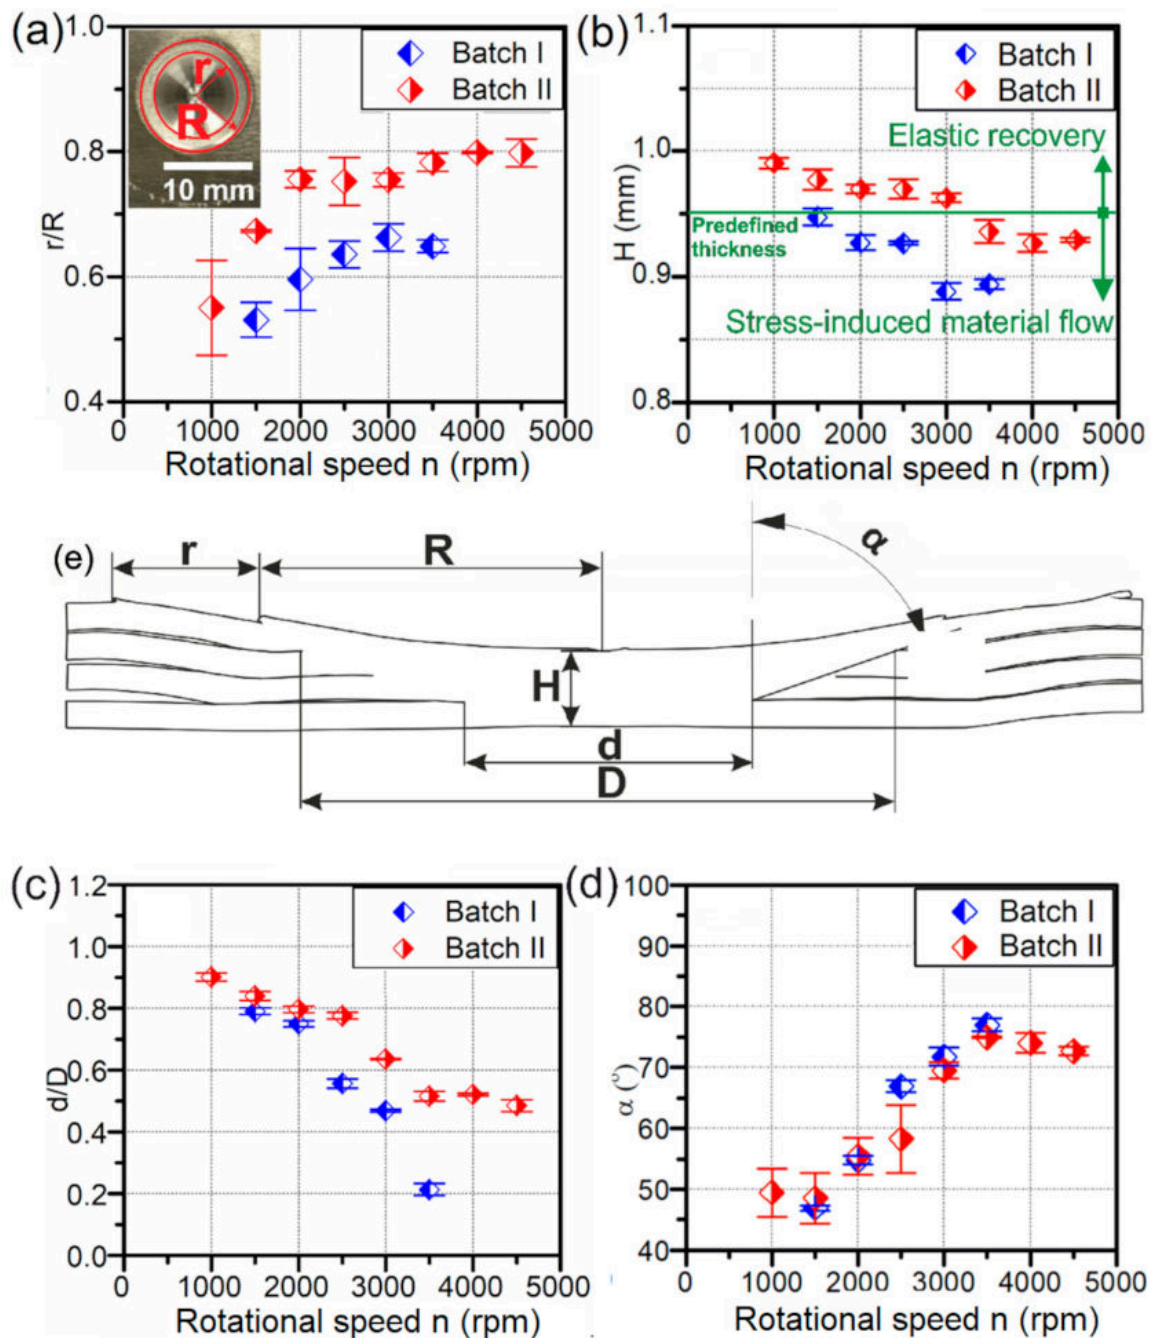 (a)
1.0
0.8
0.6
0.4
r/R
r
R
10 mm
Batch I
Batch II
0 1000 2000 3000 4000 5000
Rotational speed n (rpm)
(b)
1.1
1.0
0.9
0.8
H (mm)
Batch I
Batch II
Elastic recovery
Predefined
thickness
Stress-induced material flow
0 1000 2000 3000 4000 5000
Rotational speed n (rpm)
(e)
r
R
α
H
d
D
(c)
1.2
1.0
0.8
0.6
0.4
0.2
0.0
d/D
Batch I
Batch II
0 1000 2000 3000 4000 5000
Rotational speed n (rpm)
(d)
100
90
80
70
60
50
40
α (°)
Batch I
Batch II
0 1000 2000 3000 4000 5000
Rotational speed n (rpm)